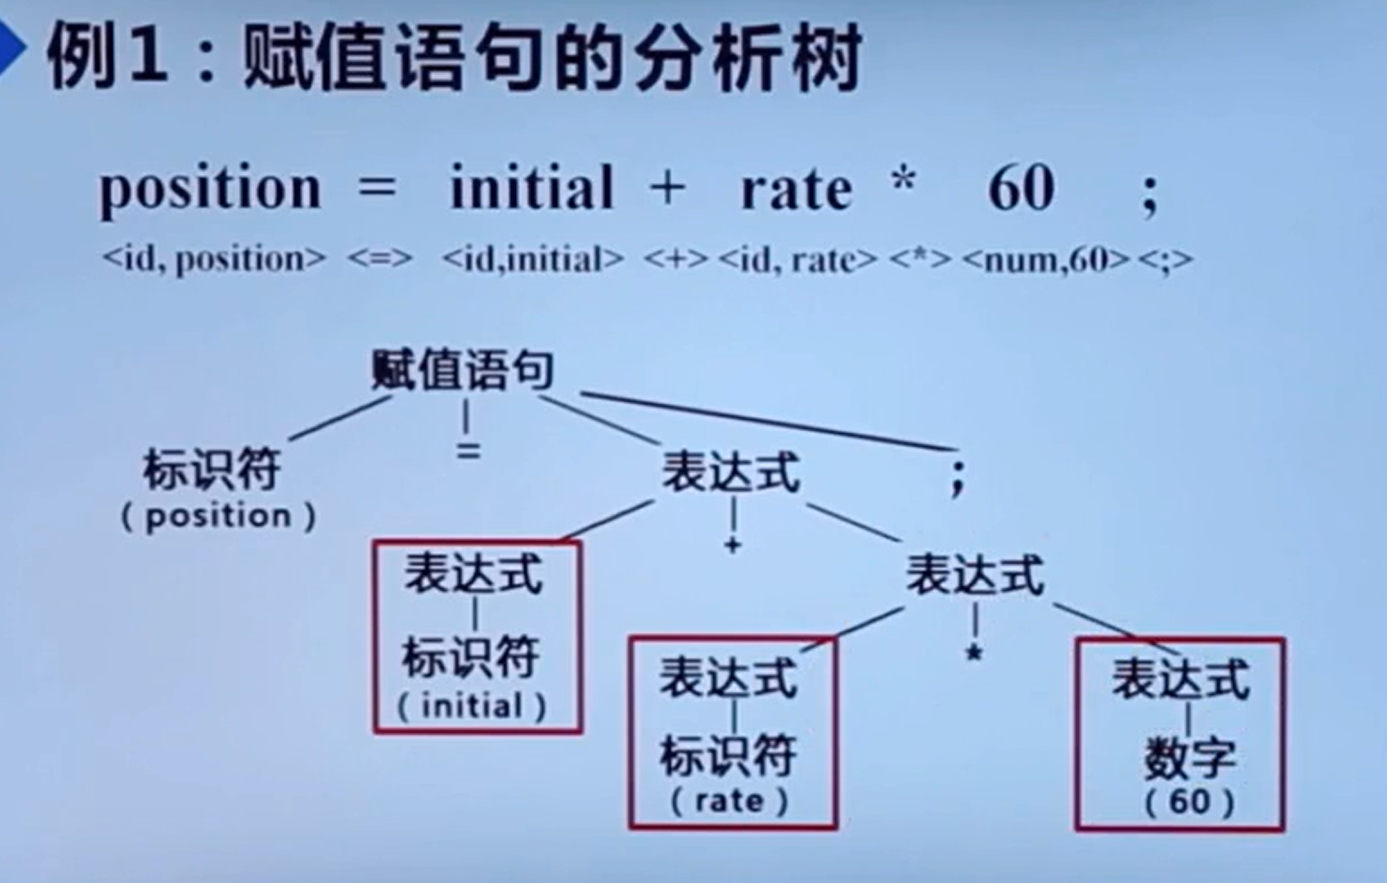 例1：赋值语句的分析树
position = initial + rate * 60 ;
<id, position> <=> <id,initial> <+> <id, rate> <*> <num,60> <;>
赋值语句
标识符 = 表达式 ;
(position)
表达式 + 表达式
标识符
(initial)
表达式 * 表达式
标识符 数字
(rate) (60)